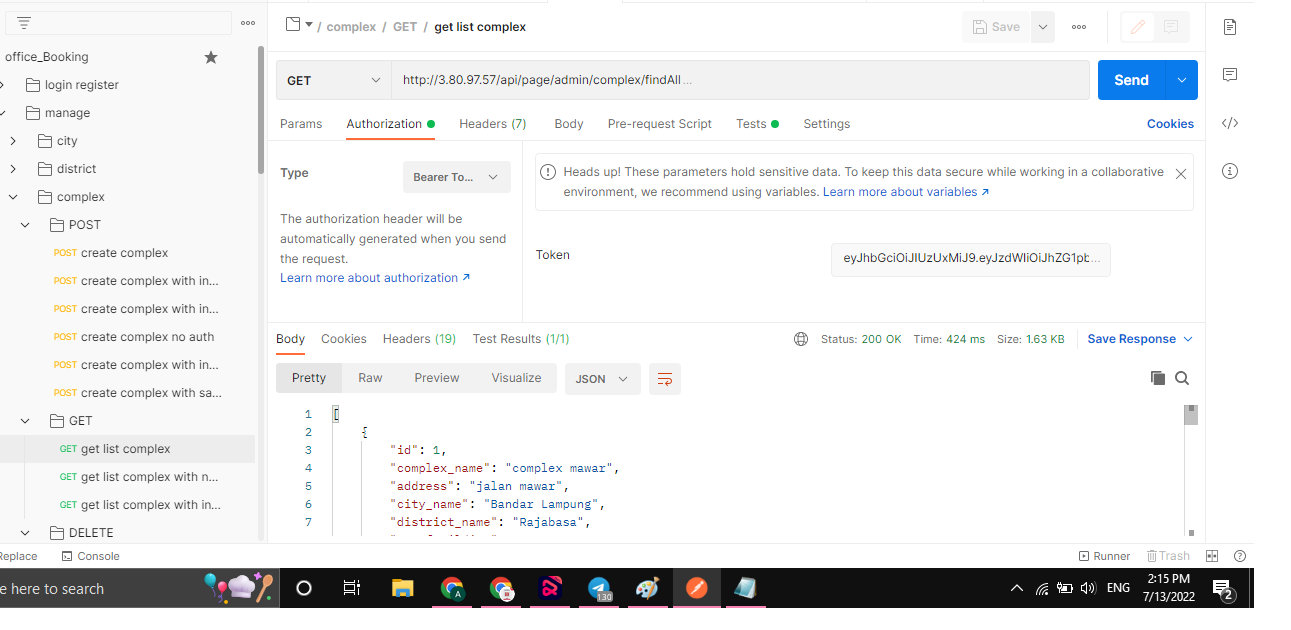 office_Booking
login register
manage
city
district
complex
POST
POST create complex
POST create complex with in...
POST create complex with in...
POST create complex no auth
POST create complex with in...
POST create complex with sa...
GET
GET get list complex
GET get list complex with n...
GET get list complex with in...
DELETE
/ complex / GET / get list complex
Save
GET
http://3.80.97.57/api/page/admin/complex/findAll...
Send
Params Authorization Headers (7) Body Pre-request Script Tests Settings
Cookies
Type
Bearer To...
The authorization header will be
automatically generated when you send
the request.
Learn more about authorization ↗
Heads up! These parameters hold sensitive data. To keep this data secure while working in a collaborative
environment, we recommend using variables. Learn more about variables ↗
Token
eyJhbGciOiJIUzUxMiJ9.eyJzdWIiOiJhZG1pb...
Body Cookies Headers (19) Test Results (1/1)
Status: 200 OK Time: 424 ms Size: 1.63 KB
Save Response
Pretty Raw Preview Visualize
JSON
1 [
2 {
3 "id": 1,
4 "complex_name": "complex mawar",
5 "address": "jalan mawar",
6 "city_name": "Bandar Lampung",
7 "district_name": "Rajabasa",
Replace Console
Runner Trash
e here to search
A
130
ENG
2:15 PM
7/13/2022
2